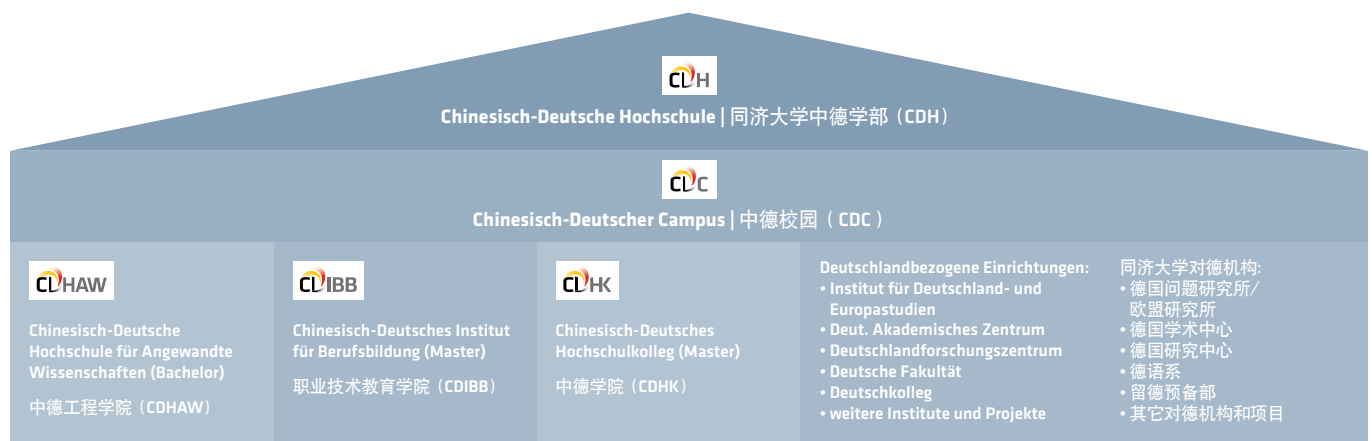 CDH
Chinesisch-Deutsche Hochschule | 同济大学中德学部（CDH）
CDC
Chinesisch-Deutscher Campus | 中德校园（ CDC ）
CDHAW
Chinesisch-Deutsche
Hochschule für Angewandte
Wissenschaften (Bachelor)
中德工程学院（CDHAW）
CDIBB
Chinesisch-Deutsches Institut
für Berufsbildung (Master)
职业技术教育学院（CDIBB）
CDHK
Chinesisch-Deutsches
Hochschulkolleg (Master)
中德学院（CDHK）
Deutschlandbezogene Einrichtungen:
• Institut für Deutschland- und
Europastudien
• Deut. Akademisches Zentrum
• Deutschlandforschungszentrum
• Deutsche Fakultät
• Deutschkolleg
• weitere Institute und Projekte
同济大学对德机构:
• 德国问题研究所/
欧盟研究所
• 德国学术中心
• 德国研究中心
• 德语系
• 留德预备部
• 其它对德机构和项目